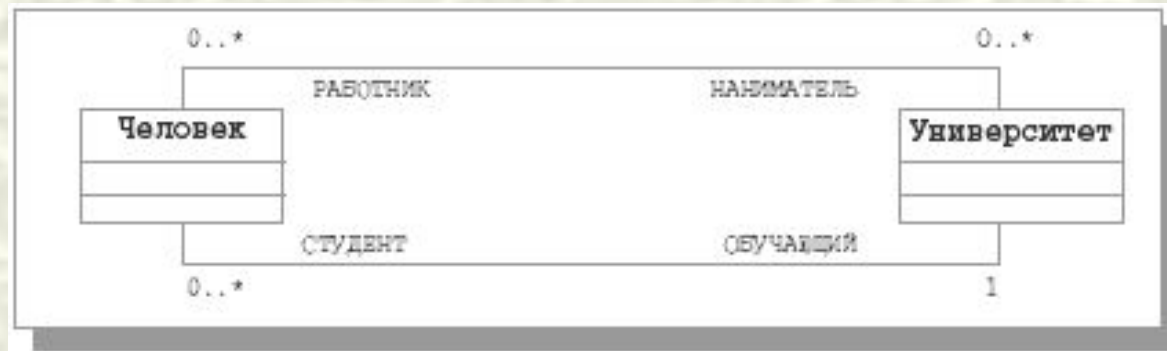 0..* 0..*
РАБОТНИК НАНИМАТЕЛЬ
Человек Университет
СТУДЕНТ ОБУЧАЮЩИЙ
0..* 1